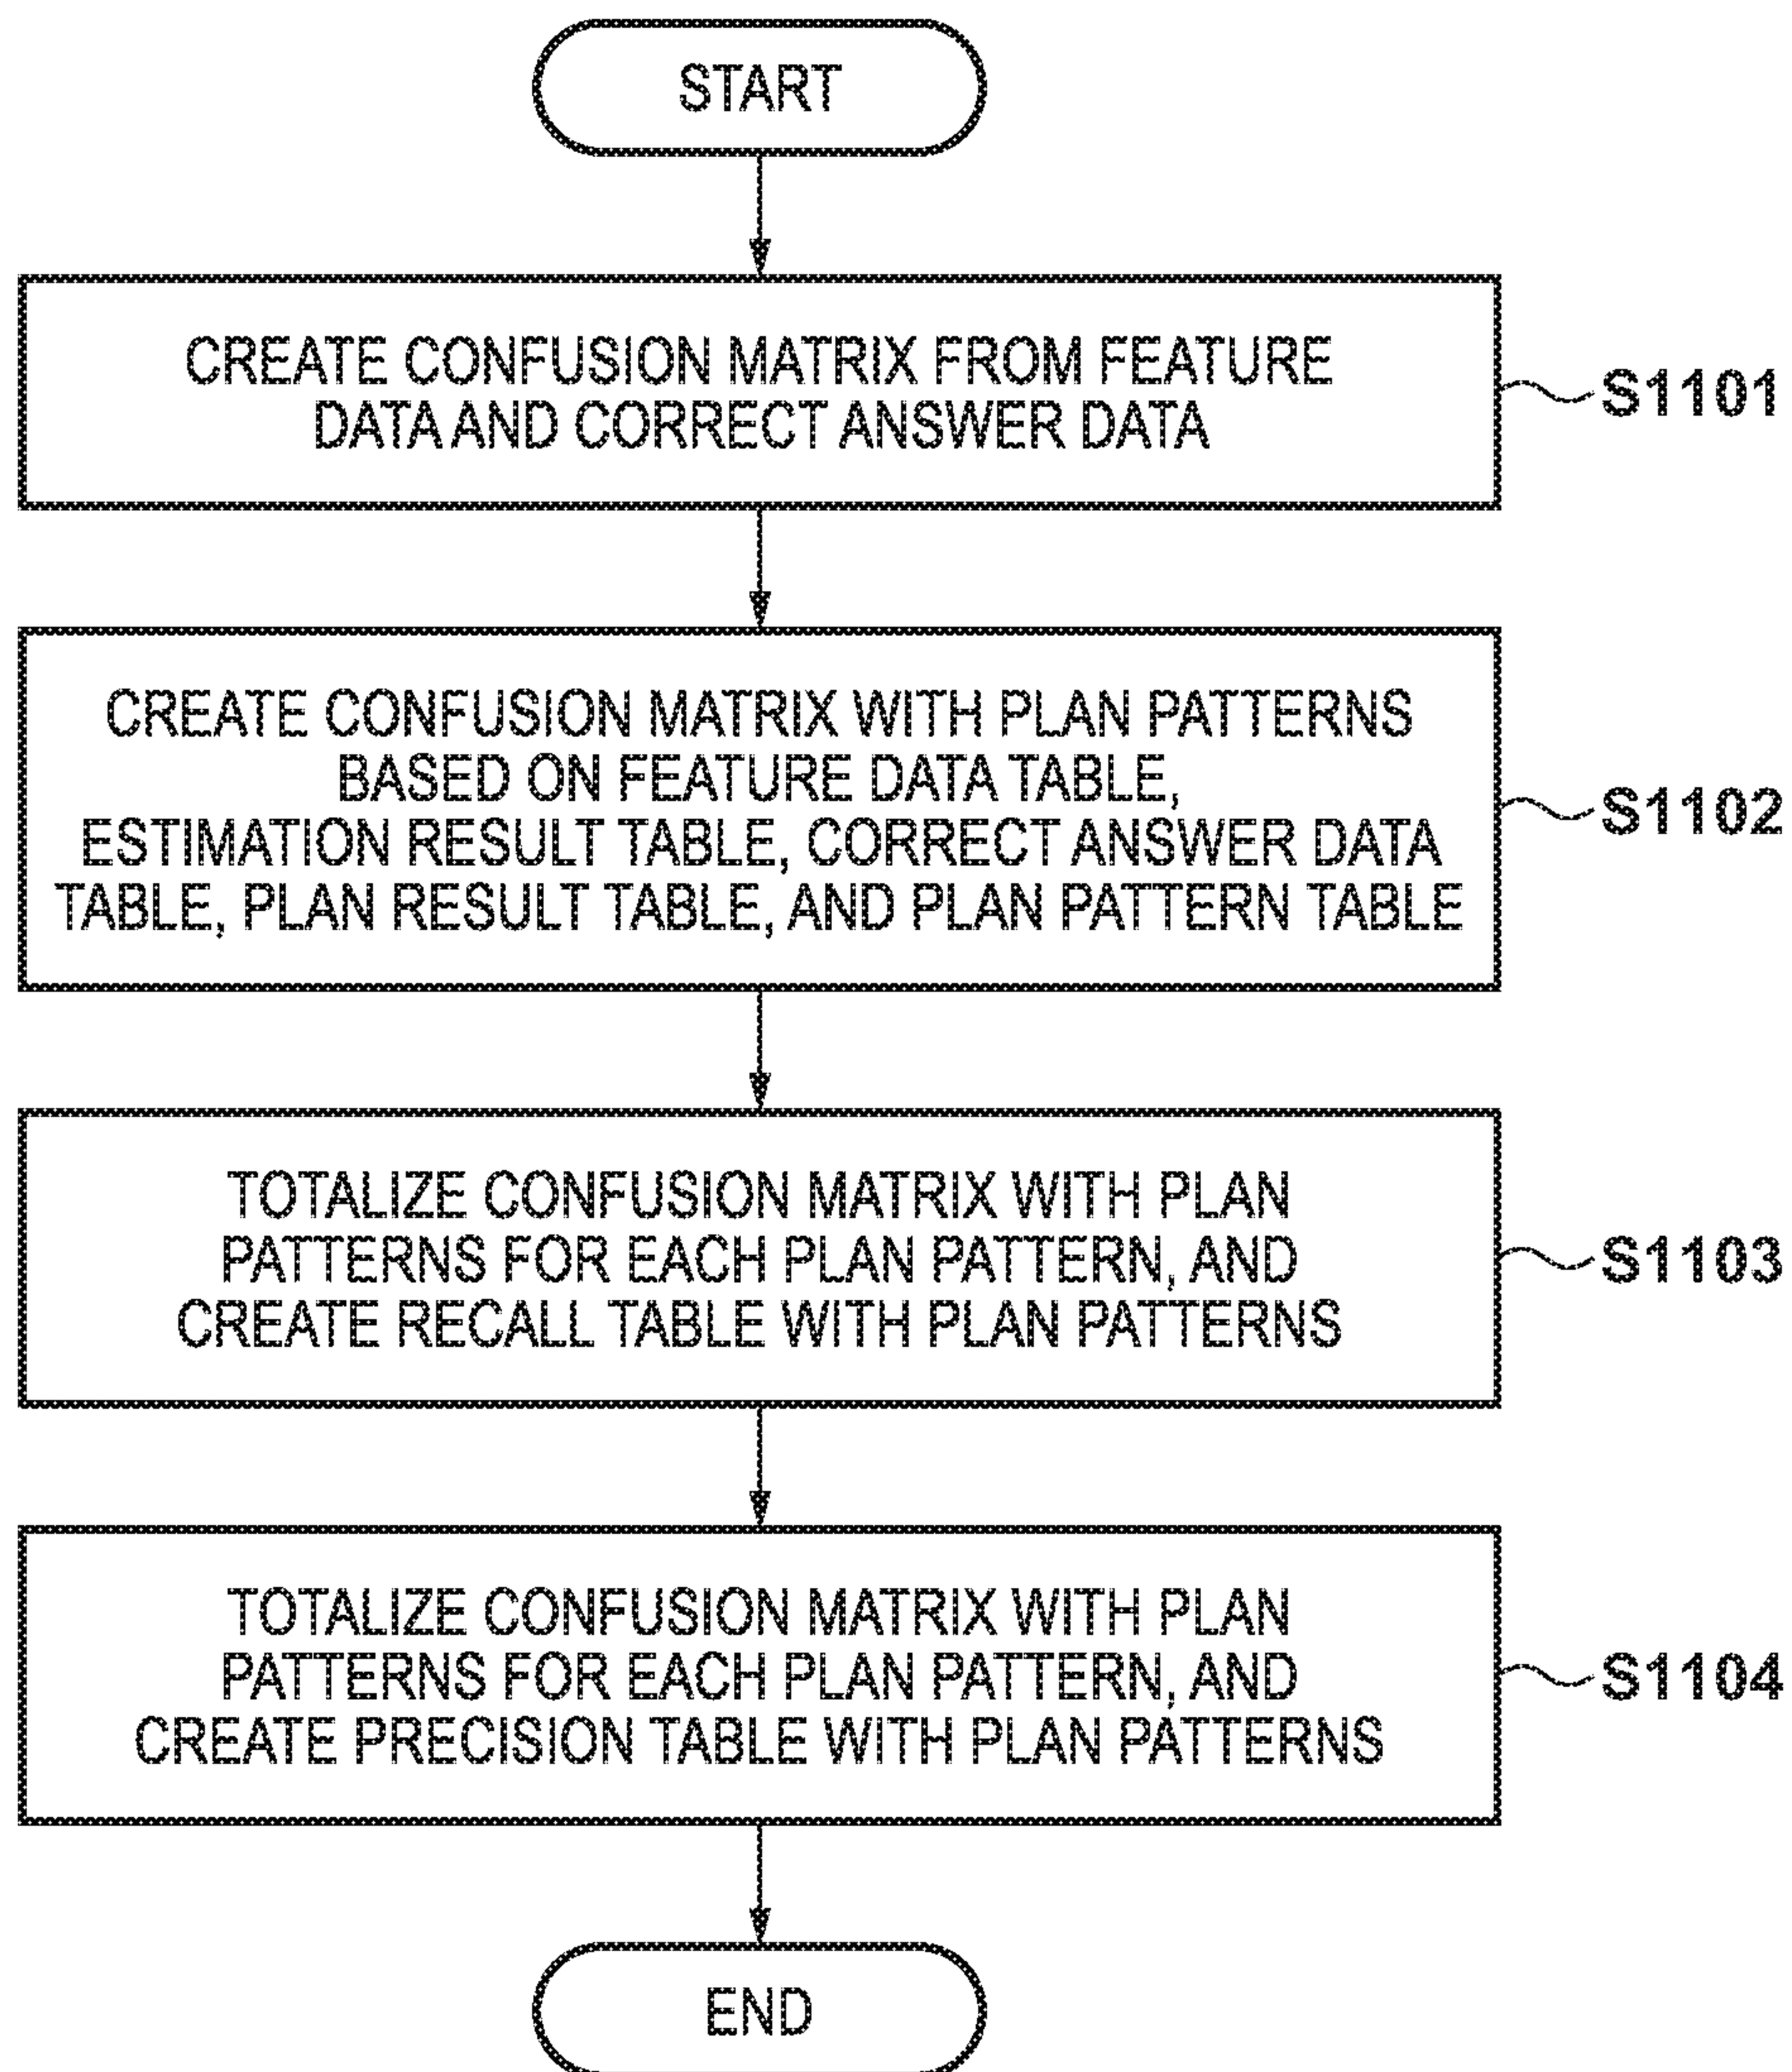 START
CREATE CONFUSION MATRIX FROM FEATURE
DATA AND CORRECT ANSWER DATA
S1101
CREATE CONFUSION MATRIX WITH PLAN PATTERNS
BASED ON FEATURE DATA TABLE,
ESTIMATION RESULT TABLE, CORRECT ANSWER DATA
TABLE, PLAN RESULT TABLE, AND PLAN PATTERN TABLE
S1102
TOTALIZE CONFUSION MATRIX WITH PLAN
PATTERNS FOR EACH PLAN PATTERN, AND
CREATE RECALL TABLE WITH PLAN PATTERNS
S1103
TOTALIZE CONFUSION MATRIX WITH PLAN
PATTERNS FOR EACH PLAN PATTERN, AND
CREATE PRECISION TABLE WITH PLAN PATTERNS
S1104
END